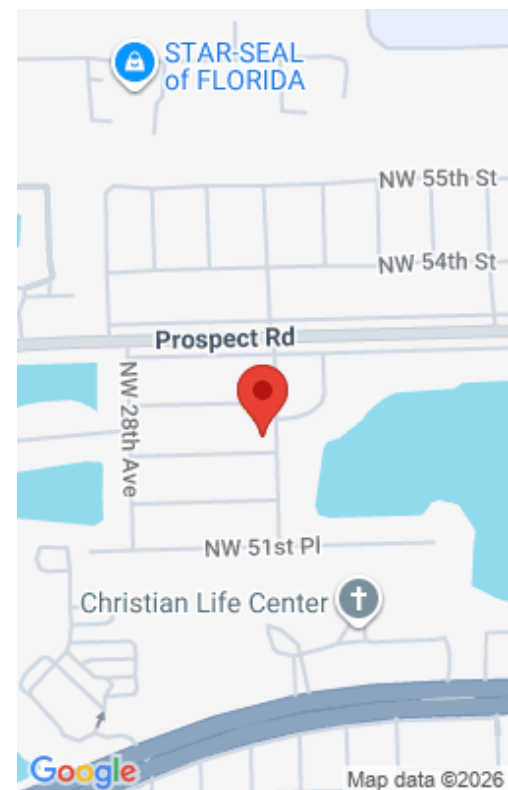 STAR-SEAL
of FLORIDA
NW 55th St
NW 54th St
Prospect Rd
NW 28th Ave
NW 51st Pl
Christian Life Center
Google
Map data ©2026